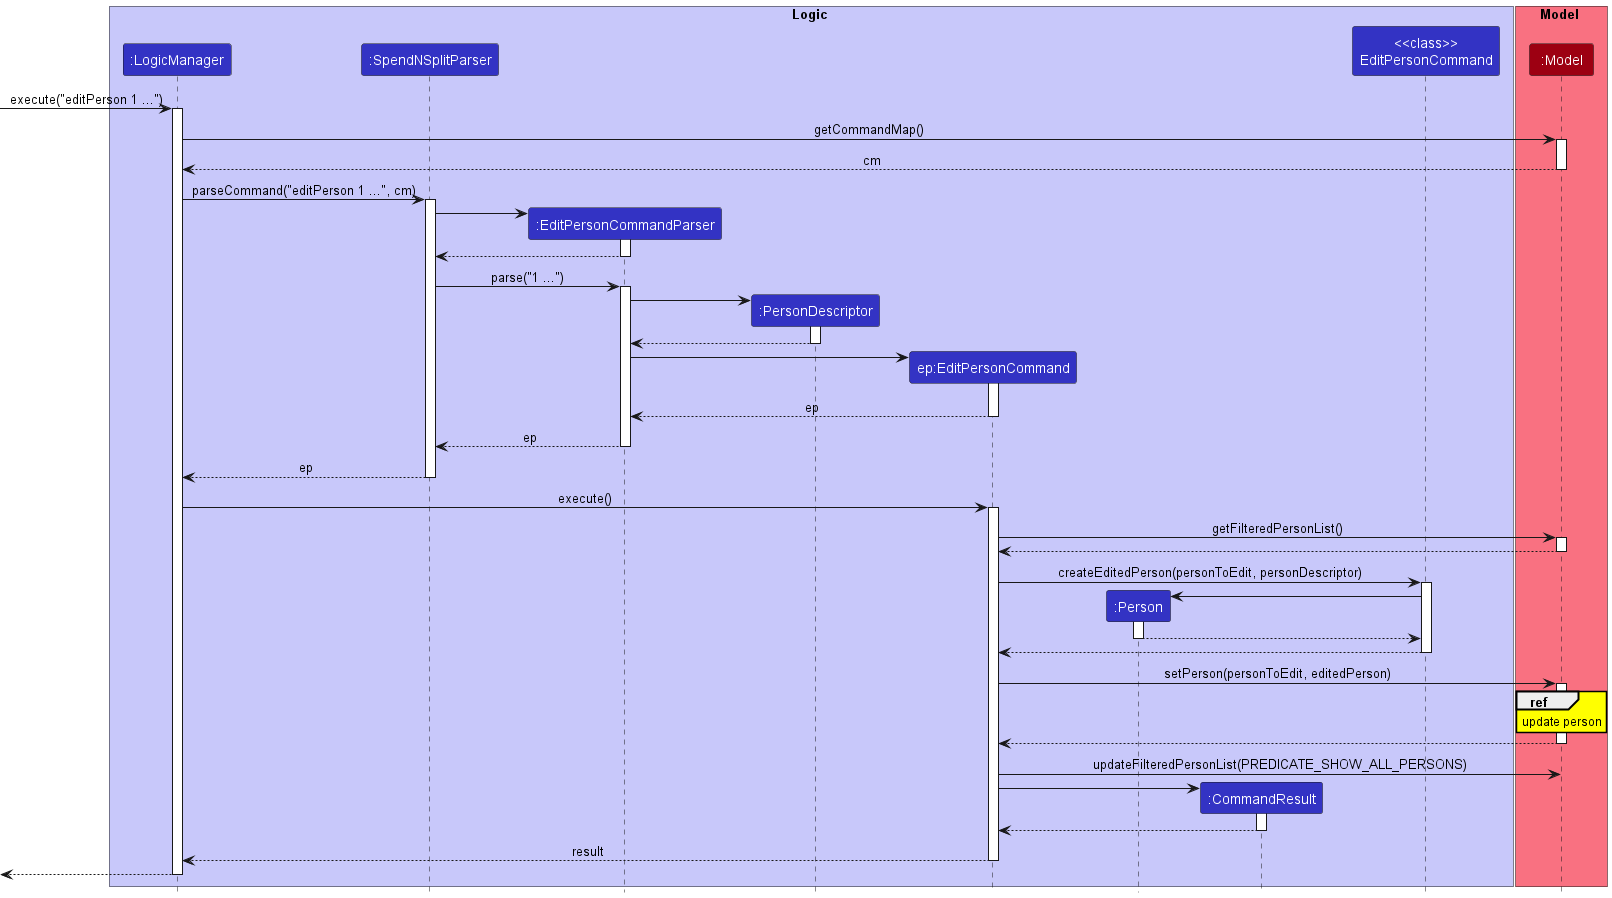 Logic
Model
<<class>>
:LogicManager
:SpendNSplitParser
EditPersonCommand
:Model
execute("editPerson 1 ...")
getCommandMap()
cm
parseCommand("editPerson 1 ...", cm)
:EditPersonCommandParser
parse("1 ...")
:PersonDescriptor
ep:EditPersonCommand
ep
ep
ep
execute()
getFilteredPersonList()
createEditedPerson(personToEdit, personDescriptor)
:Person
setPerson(personToEdit, editedPerson)
ref
update person
updateFilteredPersonList(PREDICATE_SHOW_ALL_PERSONS)
:CommandResult
result